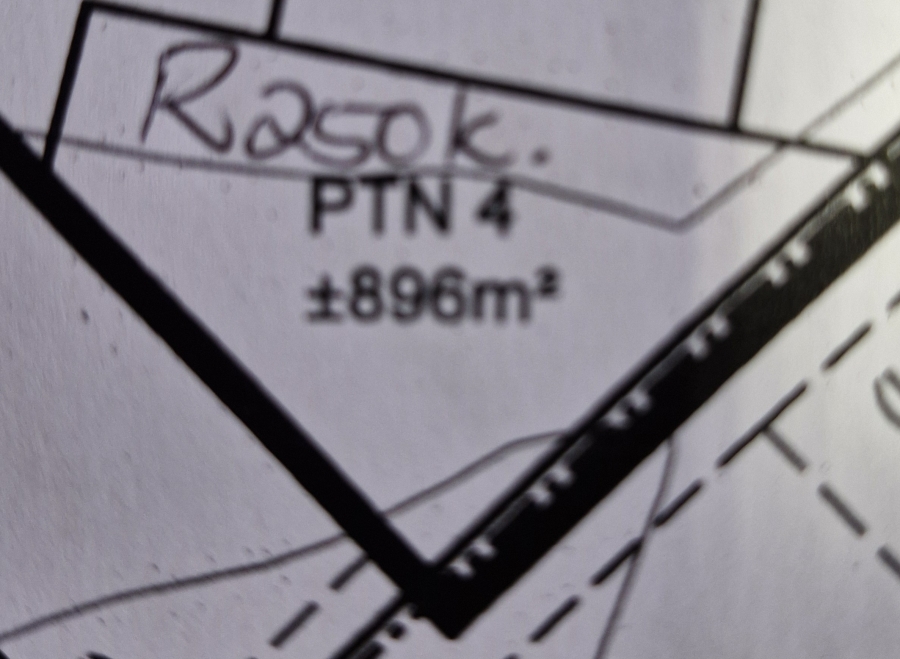 R250k.
PTN 4
±896m²